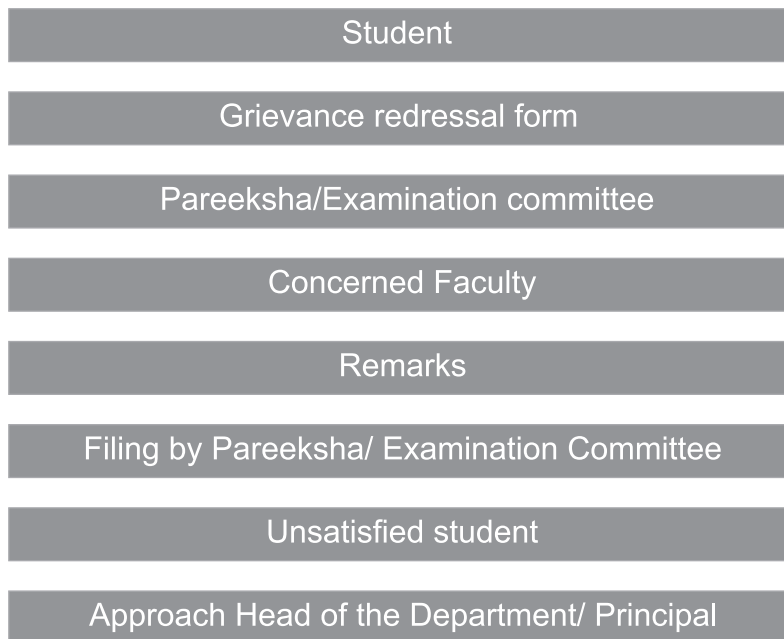 Student
Grievance redressal form
Pareeksha/Examination committee
Concerned Faculty
Remarks
Filing by Pareeksha/ Examination Committee
Unsatisfied student
Approach Head of the Department/ Principal